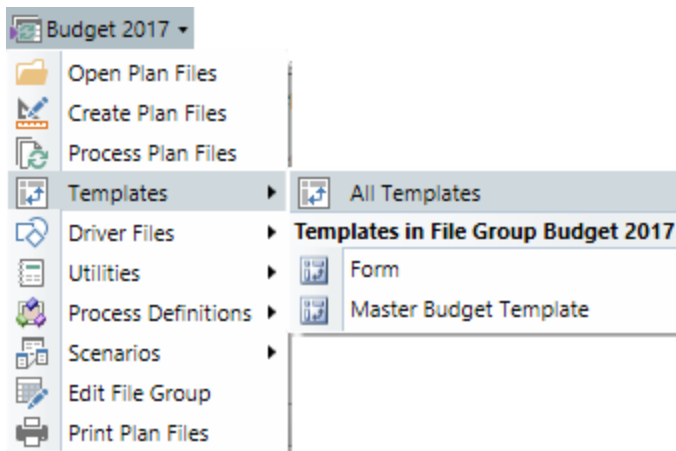 Budget 2017
Open Plan Files
Create Plan Files
Process Plan Files
Templates
All Templates
Driver Files
Templates in File Group Budget 2017
Utilities
Form
Process Definitions
Master Budget Template
Scenarios
Edit File Group
Print Plan Files